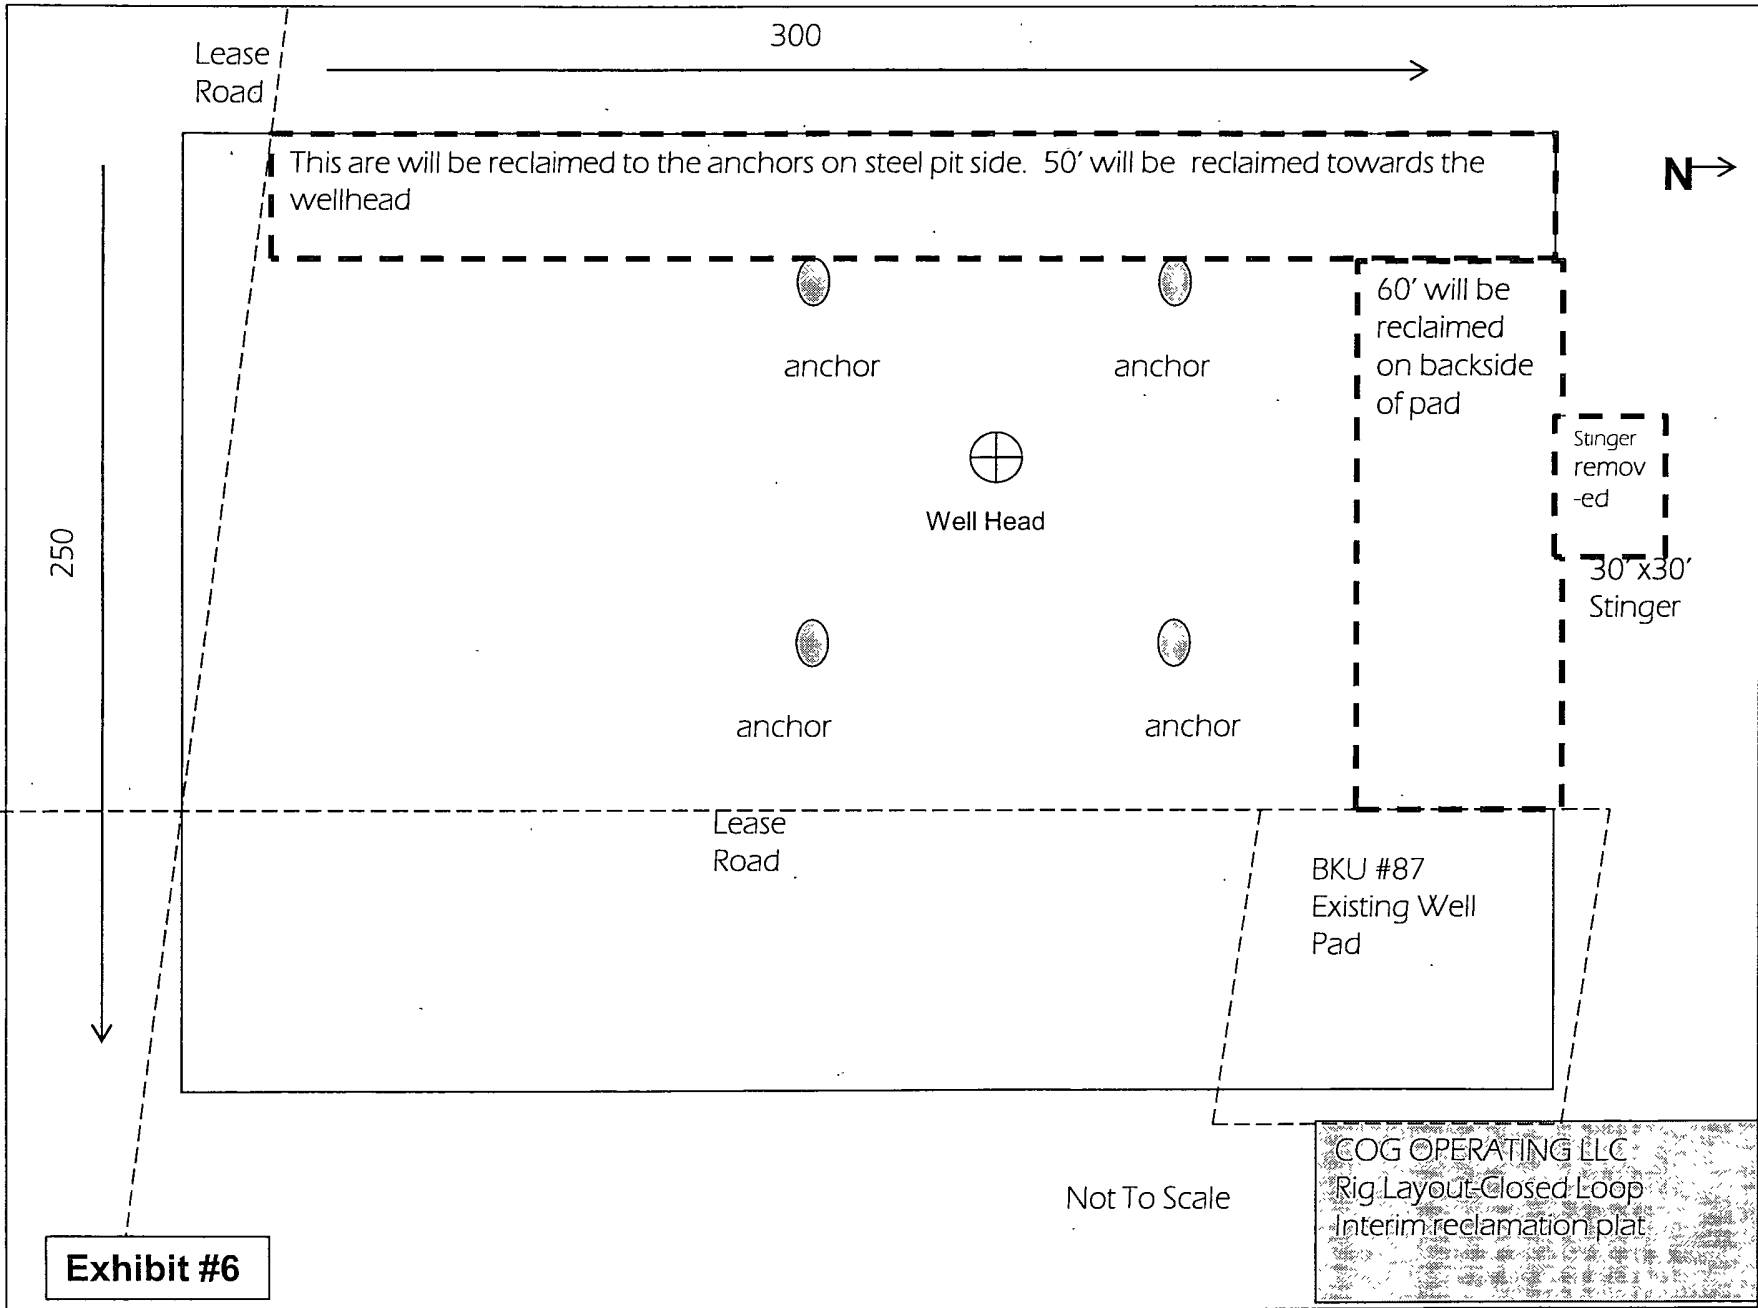 300
Lease
Road
This are will be reclaimed to the anchors on steel pit side. 50' will be reclaimed towards the
wellhead
N
60' will be
reclaimed
on backside
of pad
anchor
anchor
Stinger
remov
-ed
Well Head
250
30'x30'
Stinger
anchor
anchor
Lease
Road
BKU #87
Existing Well
Pad
COG OPERATING LLC
Rig Layout-Closed Loop
Interim reclamation plat
Not To Scale
Exhibit #6